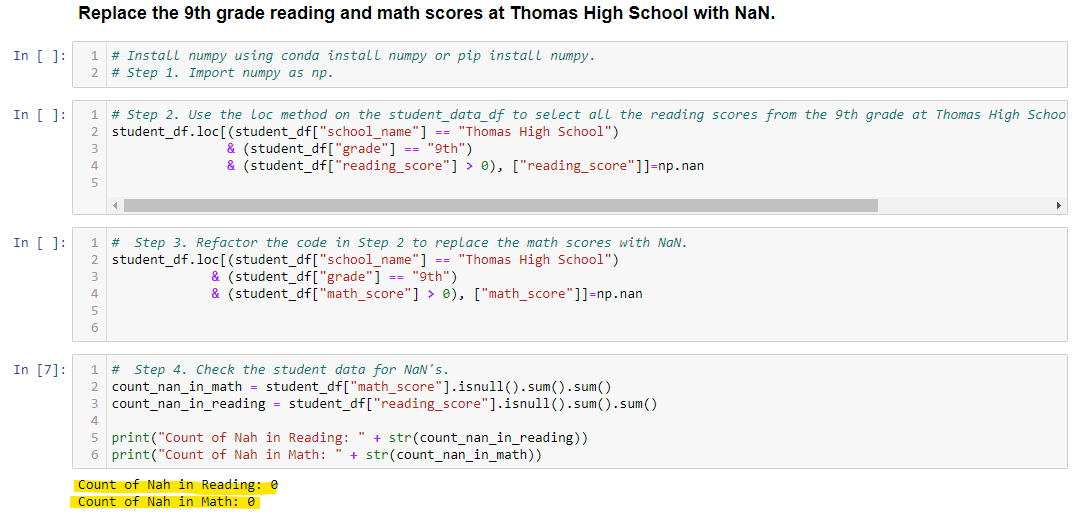 Replace the 9th grade reading and math scores at Thomas High School with NaN.
In [ ]:
1 # Install numpy using conda install numpy or pip install numpy.
2 # Step 1. Import numpy as np.
In [ ]:
1 # Step 2. Use the loc method on the student_data_df to select all the reading scores from the 9th grade at Thomas High Schoo
2 student_df.loc[(student_df["school_name"] == "Thomas High School")
3 & (student_df["grade"] == "9th")
4 & (student_df["reading_score"] > 0), ["reading_score"]]=np.nan
5
In [ ]:
1 # Step 3. Refactor the code in Step 2 to replace the math scores with NaN.
2 student_df.loc[(student_df["school_name"] == "Thomas High School")
3 & (student_df["grade"] == "9th")
4 & (student_df["math_score"] > 0), ["math_score"]]=np.nan
5
6
In [7]:
1 # Step 4. Check the student data for NaN's.
2 count_nan_in_math = student_df["math_score"].isnull().sum().sum()
3 count_nan_in_reading = student_df["reading_score"].isnull().sum().sum()
4
5 print("Count of Nah in Reading: " + str(count_nan_in_reading))
6 print("Count of Nah in Math: " + str(count_nan_in_math))
Count of Nah in Reading: 0
Count of Nah in Math: 0